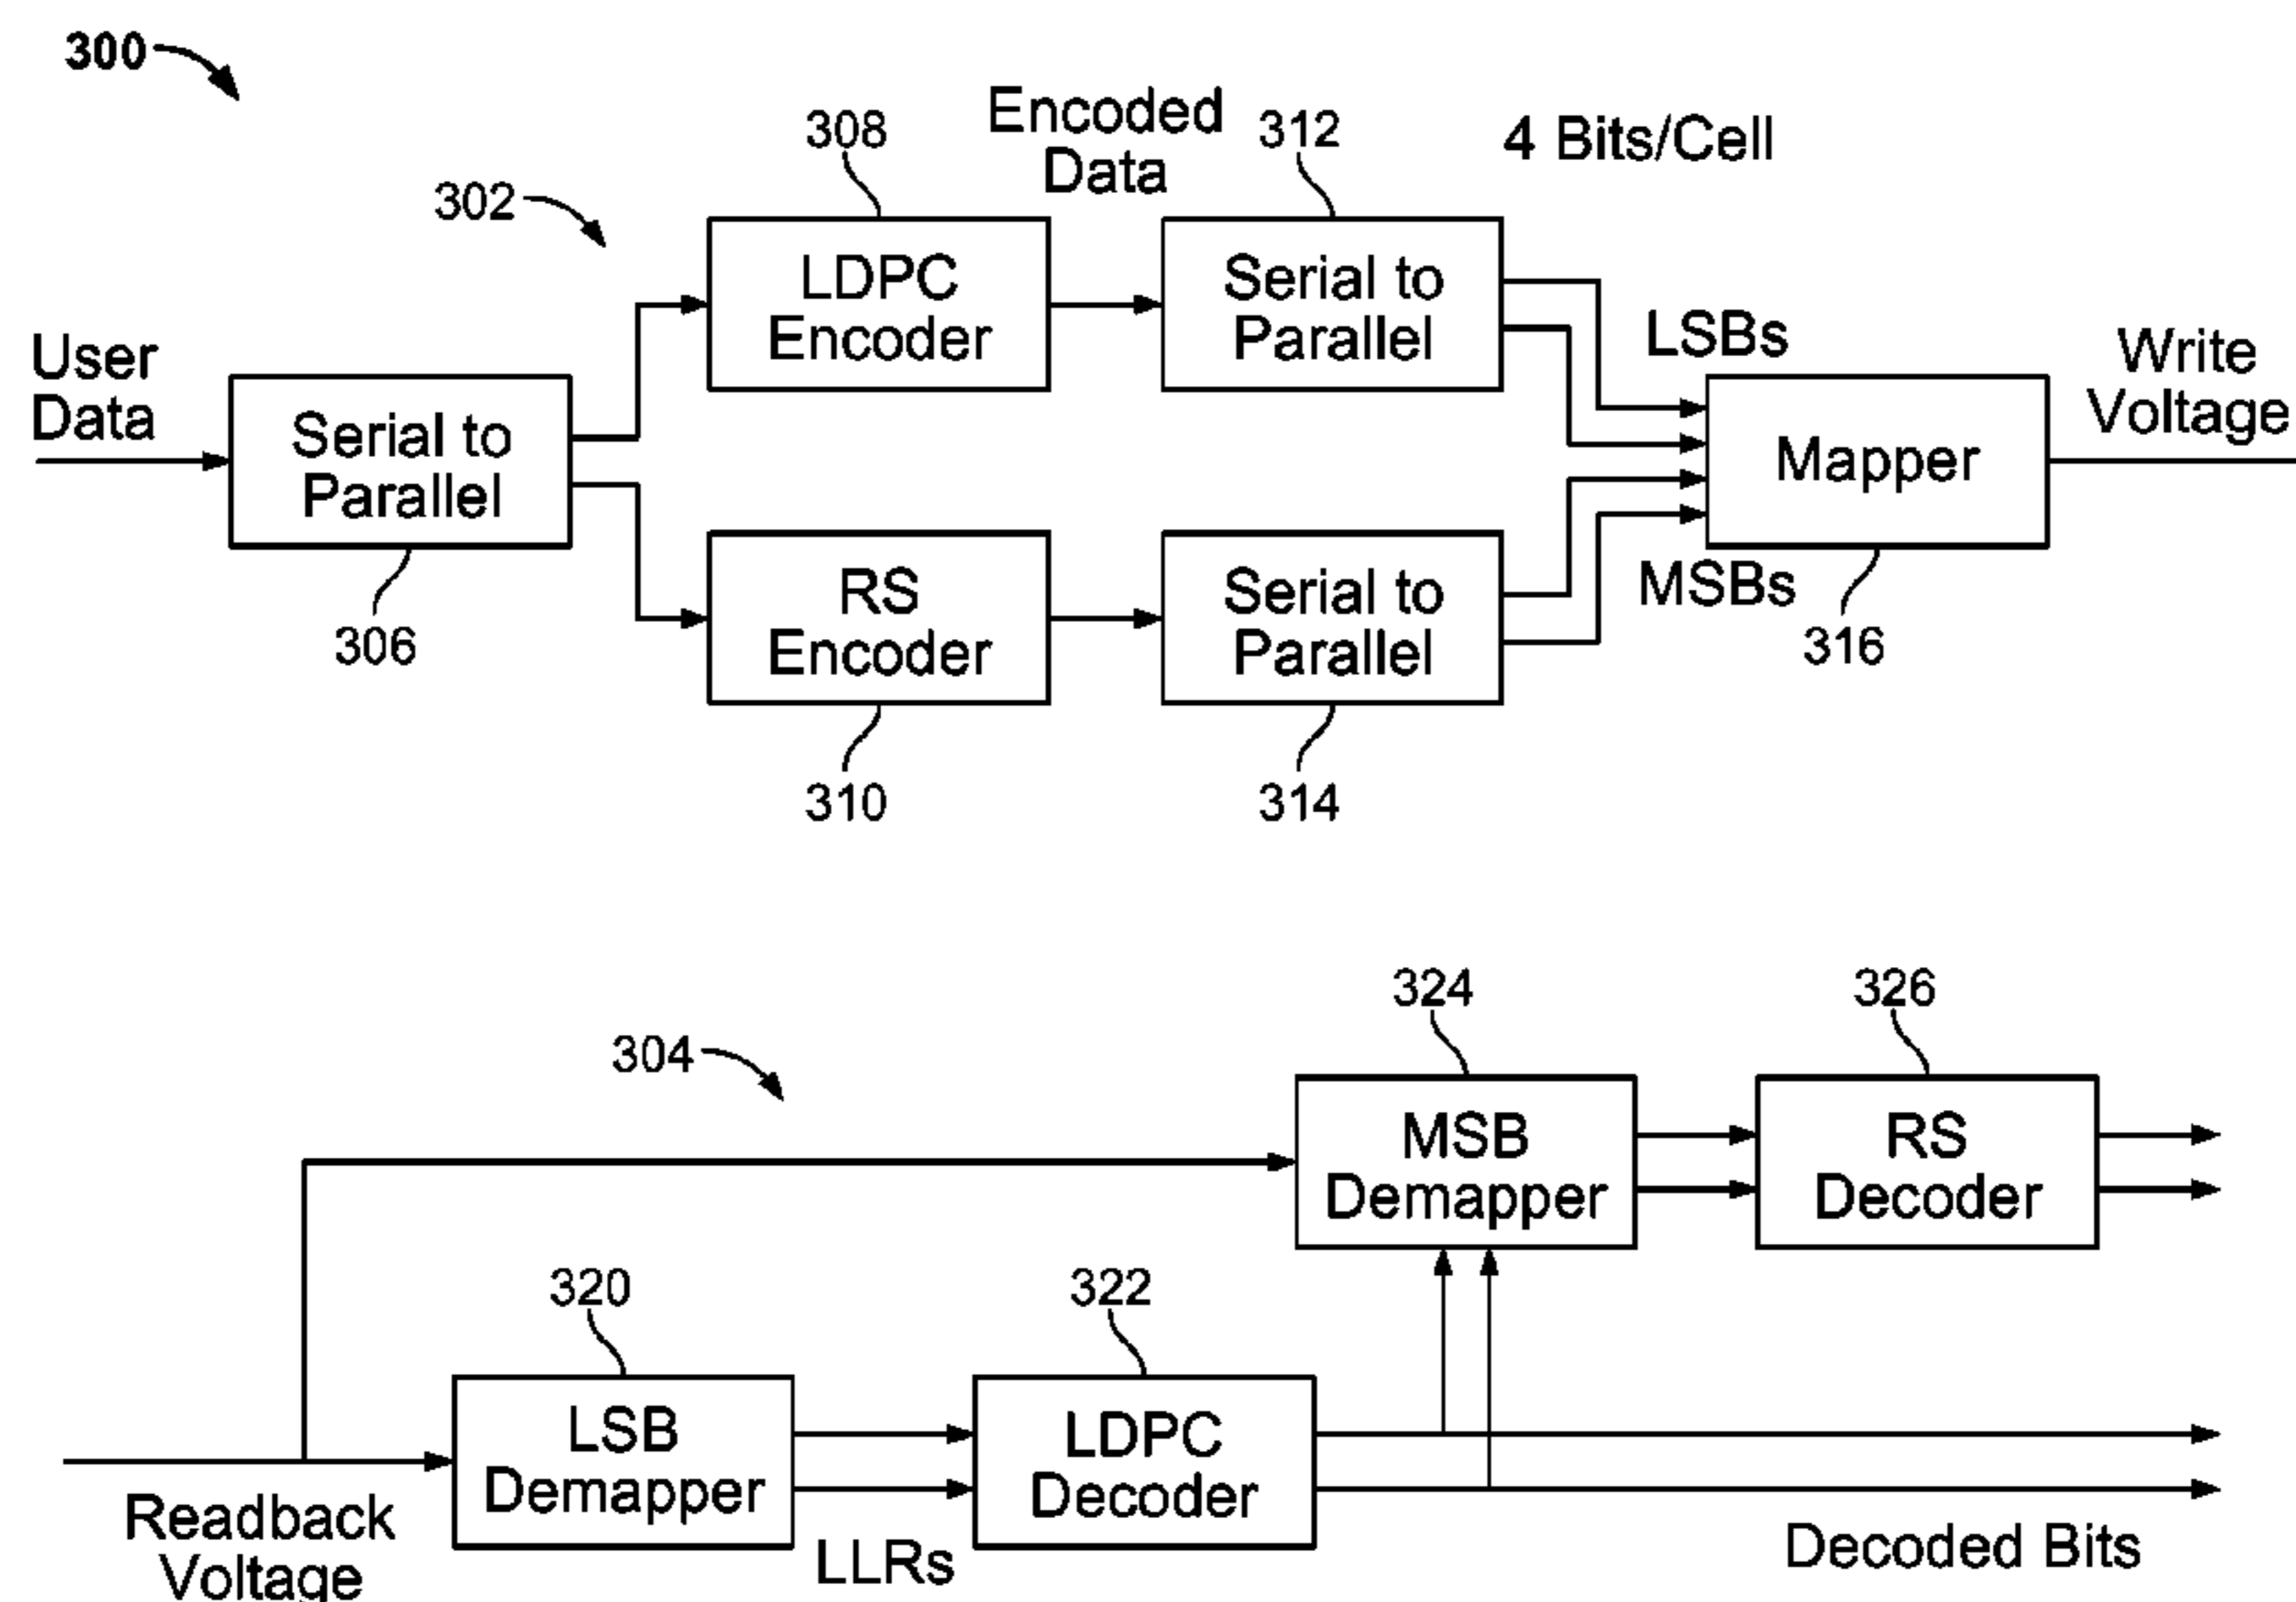 300
308
Encoded
Data
312
4 Bits/Cell
302
LDPC
Encoder
Serial to
Parallel
User
Data
Serial to
Parallel
306
LSBs
Mapper
Write
Voltage
MSBs
316
RS
Encoder
Serial to
Parallel
310
314
304
324
326
MSB
Demapper
RS
Decoder
320
322
LSB
Demapper
LDPC
Decoder
Readback
Voltage
LLRs
Decoded Bits